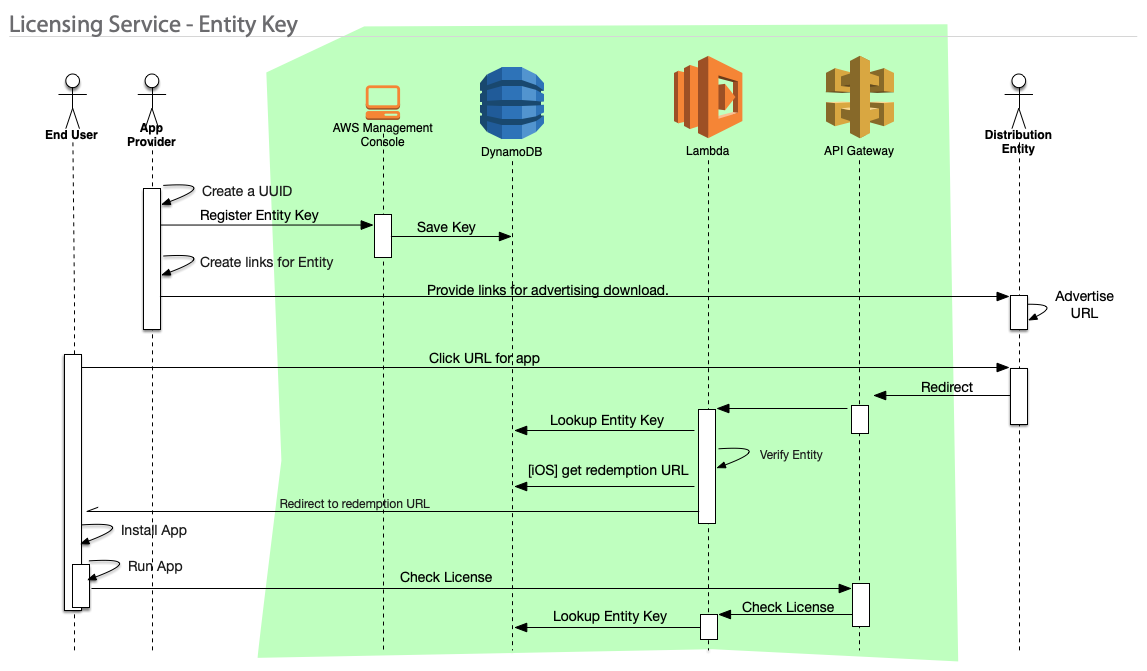 Licensing Service - Entity Key
End User
App
Provider
AWS Management
Console
DynamoDB
Lambda
API Gateway
Distribution
Entity
Create a UUID
Register Entity Key
Save Key
Create links for Entity
Provide links for advertising download.
Advertise
URL
Click URL for app
Redirect
Lookup Entity Key
Verify Entity
[iOS] get redemption URL
Redirect to redemption URL
Install App
Run App
Check License
Check License
Lookup Entity Key